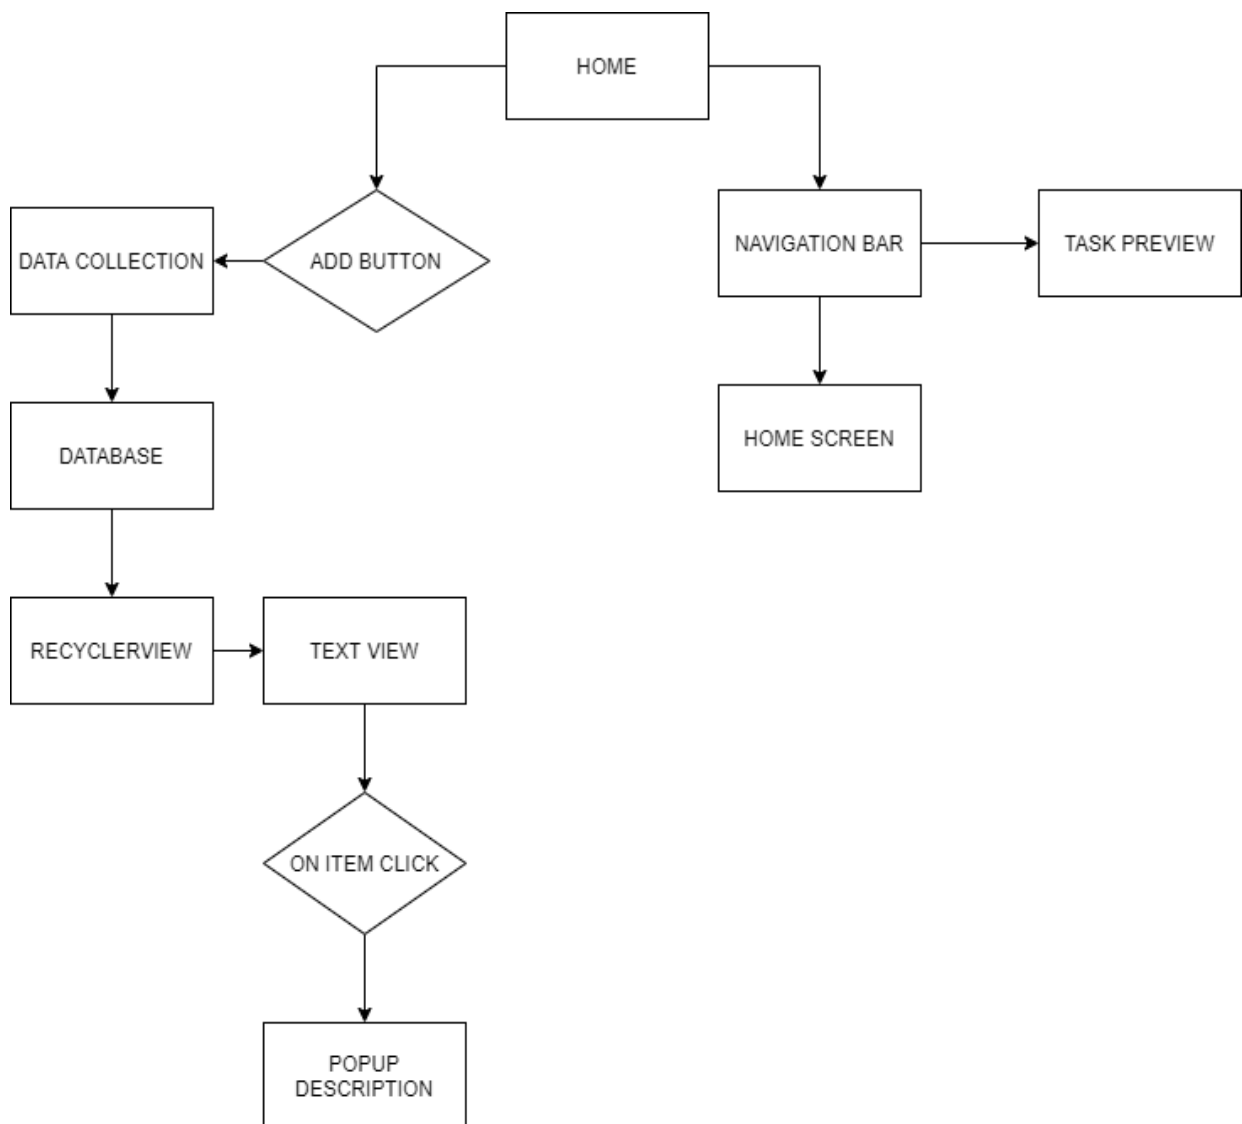 HOME
DATA COLLECTION
ADD BUTTON
NAVIGATION BAR
TASK PREVIEW
HOME SCREEN
DATABASE
RECYCLERVIEW
TEXT VIEW
ON ITEM CLICK
POPUP
DESCRIPTION